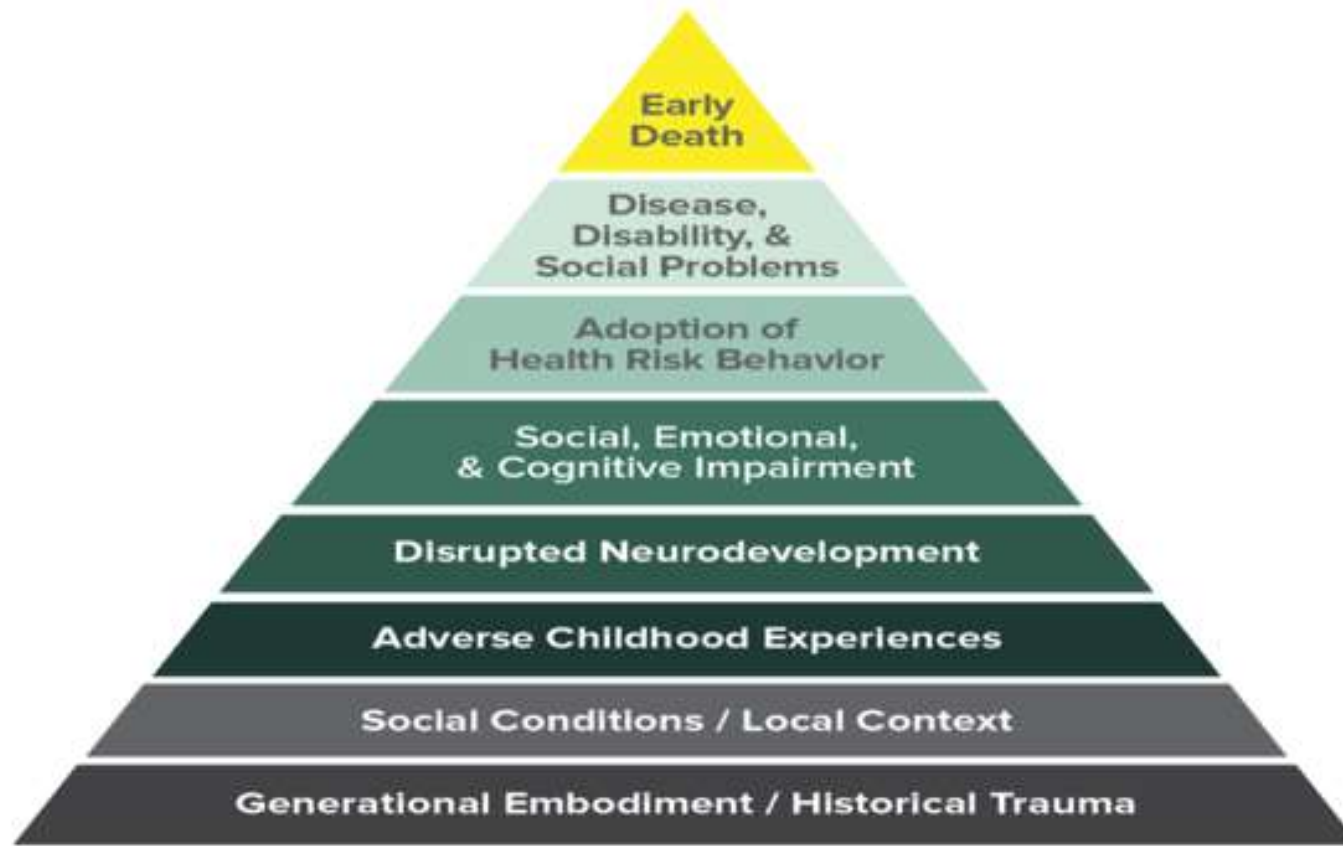 Early
Death
Disease,
Disability, &
Social Problems
Adoption of
Health Risk Behavior
Social, Emotional,
& Cognitive Impairment
Disrupted Neurodevelopment
Adverse Childhood Experiences
Social Conditions / Local Context
Generational Embodiment / Historical Trauma